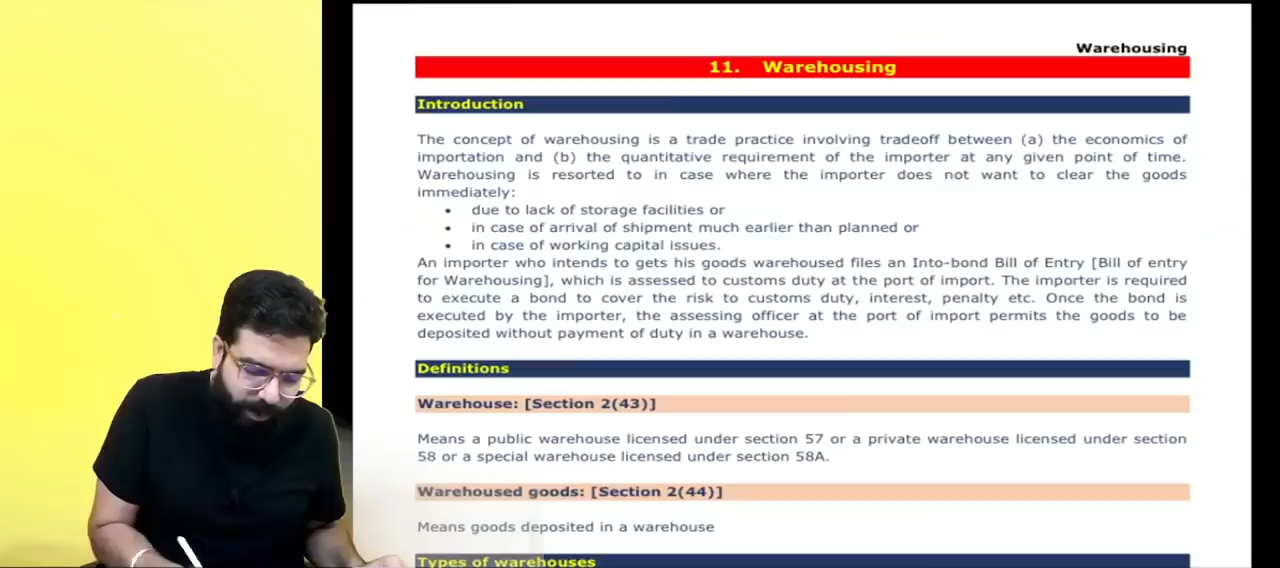 Warehousing
11. Warehousing
Introduction
The concept of warehousing is a trade practice involving tradeoff between (a) the economics of
importation and (b) the quantitative requirement of the importer at any given point of time.
Warehousing is resorted to in case where the importer does not want to clear the goods
immediately:
• due to lack of storage facilities or
• in case of arrival of shipment much earlier than planned or
• in case of working capital issues.
An importer who intends to gets his goods warehoused files an Into-bond Bill of Entry [Bill of entry
for Warehousing], which is assessed to customs duty at the port of import. The importer is required
to execute a bond to cover the risk to customs duty, interest, penalty etc. Once the bond is
executed by the importer, the assessing officer at the port of import permits the goods to be
deposited without payment of duty in a warehouse.
Definitions
Warehouse: [Section 2(43)]
Means a public warehouse licensed under section 57 or a private warehouse licensed under section
58 or a special warehouse licensed under section 58A.
Warehoused goods: [Section 2(44)]
Means goods deposited in a warehouse
Types of warehouses